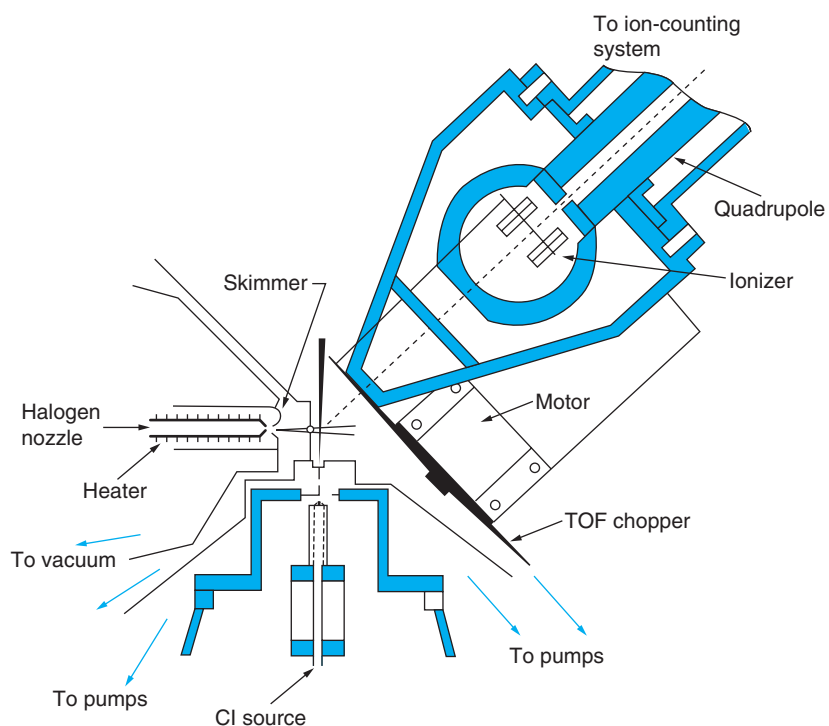 To ion-counting
system
Quadrupole
Ionizer
Skimmer
Halogen
nozzle
Motor
Heater
TOF chopper
To vacuum
To pumps
To pumps
CI source